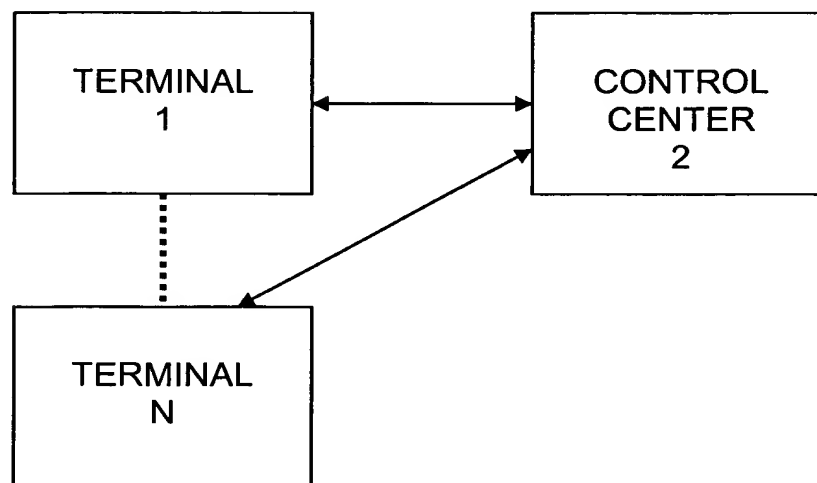 TERMINAL
1
CONTROL
CENTER
2
TERMINAL
N